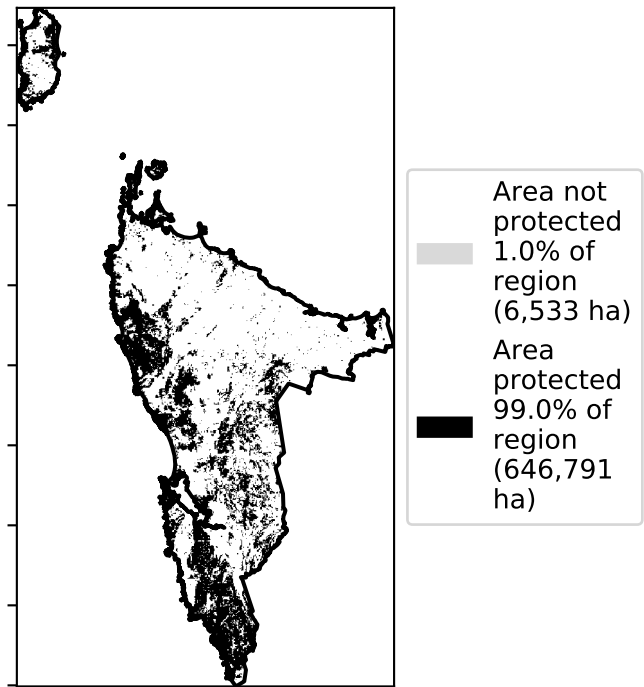 Area not
protected
1.0% of
region
(6,533 ha)
Area
protected
99.0% of
region
(646,791
ha)